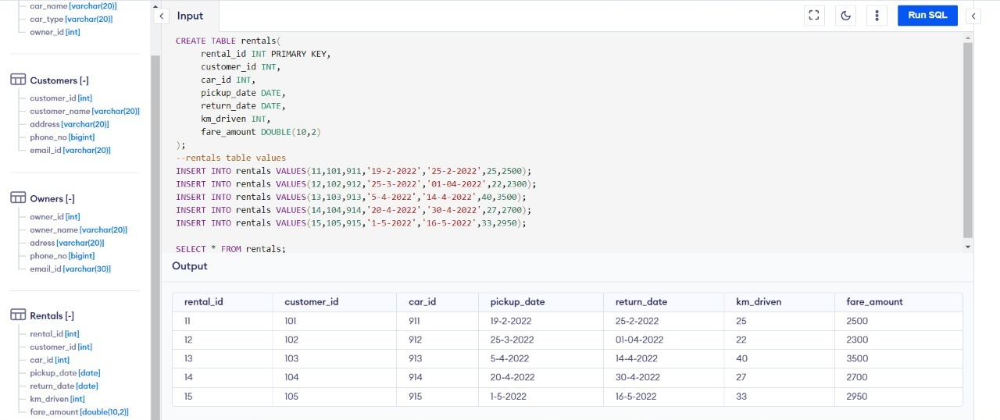 car_name [varchar(20)]
car_type [varchar(20)]
owner_id [int]
Customers [-]
customer_id [int]
customer_name [varchar(20)]
address [varchar(20)]
phone_no [bigint]
email_id [varchar(20)]
Owners [-]
owner_id [int]
owner_name [varchar(20)]
adress [varchar(20)]
phone_no [bigint]
email_id [varchar(30)]
Rentals [-]
rental_id [int]
customer_id [int]
car_id [int]
pickup_date [date]
return_date [date]
km_driven [int]
fare_amount [double(10,2)]
Input
Run SQL
CREATE TABLE rentals(
rental_id INT PRIMARY KEY,
customer_id INT,
car_id INT,
pickup_date DATE,
return_date DATE,
km_driven INT,
fare_amount DOUBLE(10,2)
);
--rentals table values
INSERT INTO rentals VALUES(11,101,911,'19-2-2022','25-2-2022',25,2500);
INSERT INTO rentals VALUES(12,102,912,'25-3-2022','01-04-2022',22,2300);
INSERT INTO rentals VALUES(13,103,913,'5-4-2022','14-4-2022',40,3500);
INSERT INTO rentals VALUES(14,104,914,'20-4-2022','30-4-2022',27,2700);
INSERT INTO rentals VALUES(15,105,915,'1-5-2022','16-5-2022',33,2950);
SELECT * FROM rentals;
Output
rental_id customer_id car_id pickup_date return_date km_driven fare_amount
11 101 911 19-2-2022 25-2-2022 25 2500
12 102 912 25-3-2022 01-04-2022 22 2300
13 103 913 5-4-2022 14-4-2022 40 3500
14 104 914 20-4-2022 30-4-2022 27 2700
15 105 915 1-5-2022 16-5-2022 33 2950